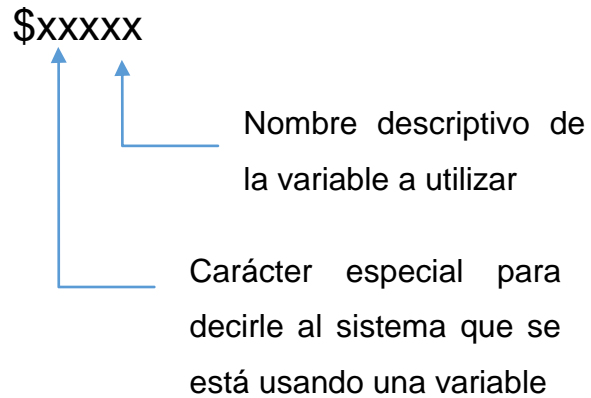 $xxxxx
Nombre descriptivo de
la variable a utilizar
Carácter especial para
decirle al sistema que se
está usando una variable